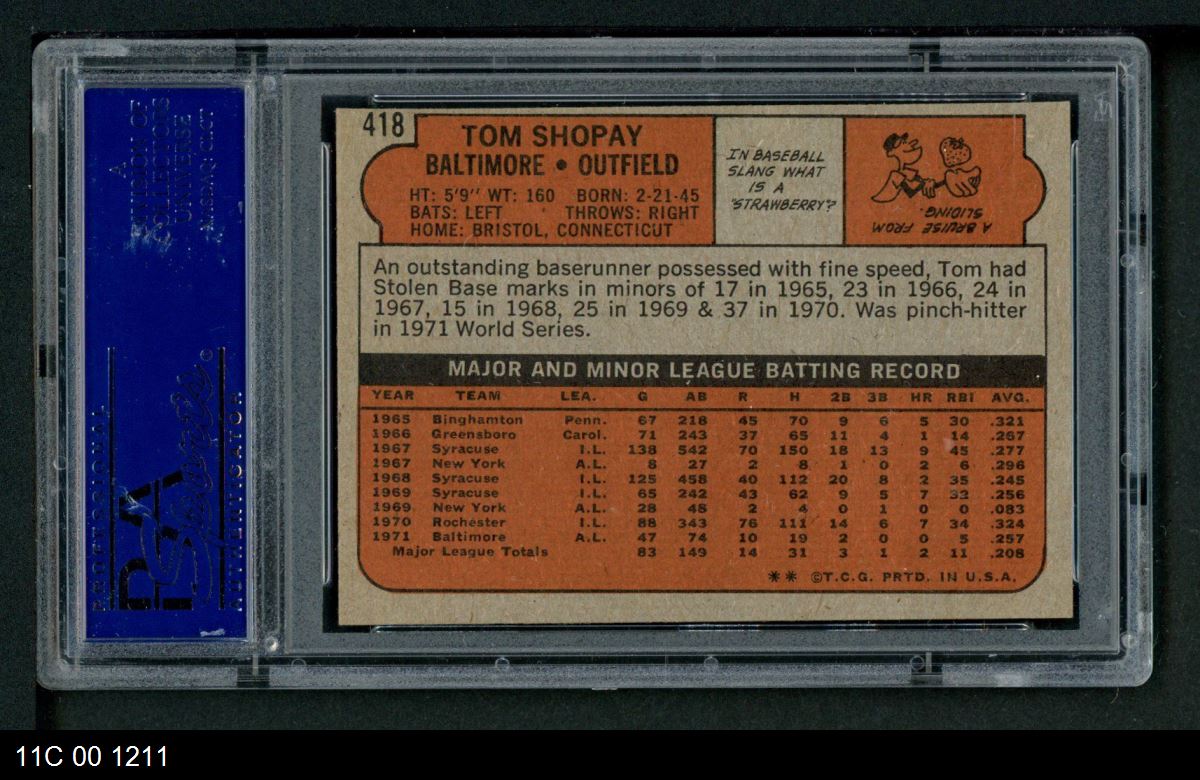 A
DIVISION OF
COLLECTORS
UNIVERSE
NASDAQ: CLCT
PROFESSIONAL
PSA
Sports
AUTHENTICATOR
418
TOM SHOPAY
BALTIMORE • OUTFIELD
HT: 5'9" WT: 160 BORN: 2-21-45
BATS: LEFT THROWS: RIGHT
HOME: BRISTOL, CONNECTICUT
IN BASEBALL
SLANG WHAT
IS A
"STRAWBERRY?
A BRUISE FROM
SLIDING.
An outstanding baserunner possessed with fine speed, Tom had
Stolen Base marks in minors of 17 in 1965, 23 in 1966, 24 in
1967, 15 in 1968, 25 in 1969 & 37 in 1970. Was pinch-hitter
in 1971 World Series.
MAJOR AND MINOR LEAGUE BATTING RECORD
YEAR TEAM LEA. G AB R H 2B 3B HR RBI AVG.
1965 Binghamton Penn. 67 218 45 70 9 6 5 30 .321
1966 Greensboro Carol. 71 243 37 65 11 4 1 14 .267
1967 Syracuse I.L. 138 542 70 150 18 13 9 45 .277
1967 New York A.L. 8 27 2 8 1 0 2 6 .296
1968 Syracuse I.L. 125 458 40 112 20 8 2 35 .245
1969 Syracuse I.L. 65 242 43 62 9 5 7 32 .256
1969 New York A.L. 28 48 2 4 0 1 0 0 .083
1970 Rochester I.L. 88 343 76 111 14 6 7 34 .324
1971 Baltimore A.L. 47 74 10 19 2 0 0 5 .257
Major League Totals 83 149 14 31 3 1 2 11 .208
** ©T.C.G. PRTD. IN U.S.A.
11C 00 1211